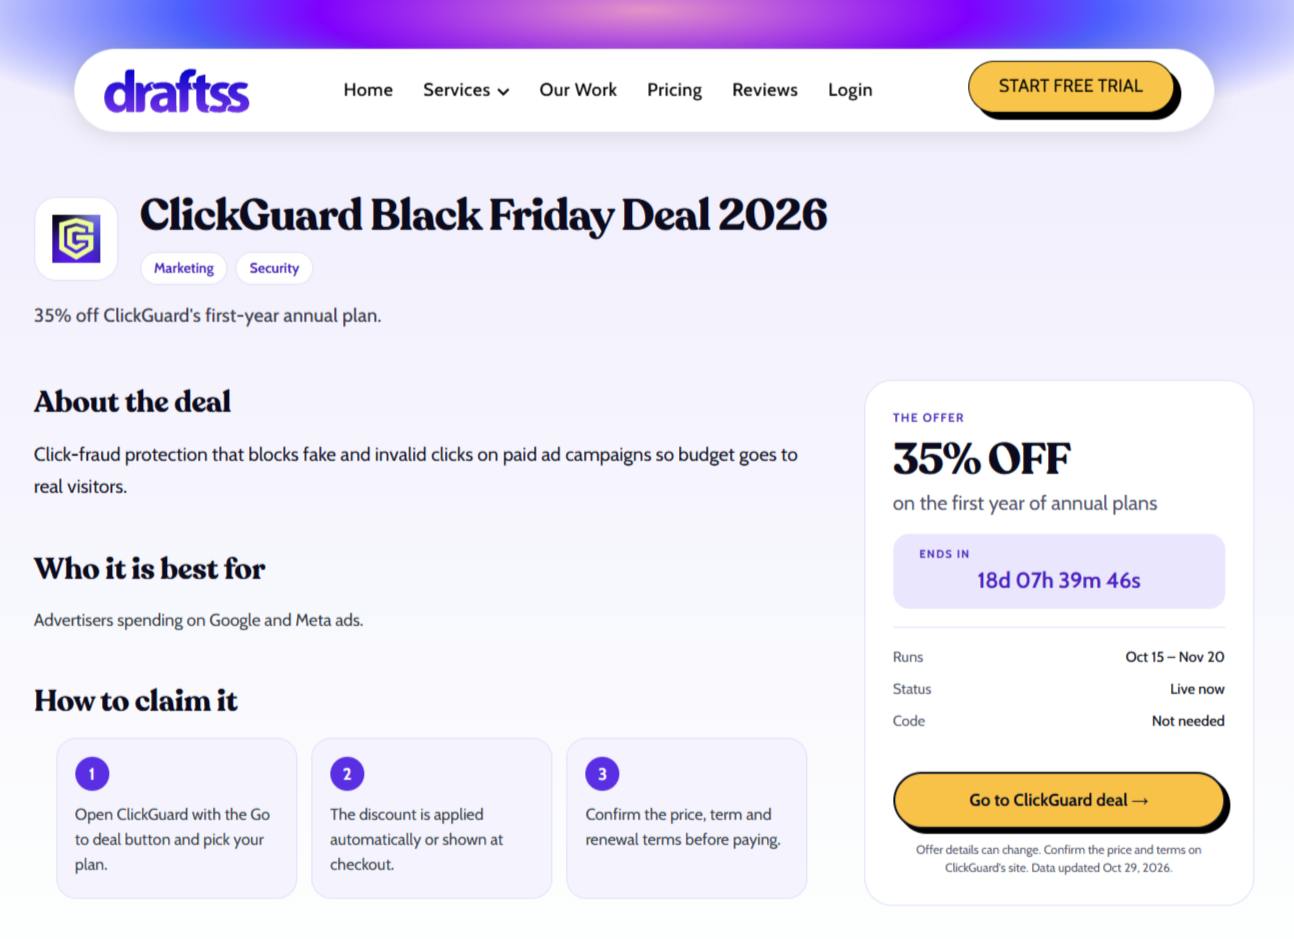 draftss
Home
Services
Our Work
Pricing
Reviews
Login
START FREE TRIAL
ClickGuard Black Friday Deal 2026
Marketing
Security
35% off ClickGuard's first-year annual plan.
About the deal
Click-fraud protection that blocks fake and invalid clicks on paid ad campaigns so budget goes to
real visitors.
Who it is best for
Advertisers spending on Google and Meta ads.
How to claim it
1
Open ClickGuard with the Go
to deal button and pick your
plan.
2
The discount is applied
automatically or shown at
checkout.
3
Confirm the price, term and
renewal terms before paying.
THE OFFER
35% OFF
on the first year of annual plans
ENDS IN
18d 07h 39m 46s
Runs Oct 15 – Nov 20
Status Live now
Code Not needed
Go to ClickGuard deal →
Offer details can change. Confirm the price and terms on
ClickGuard's site. Data updated Oct 29, 2026.